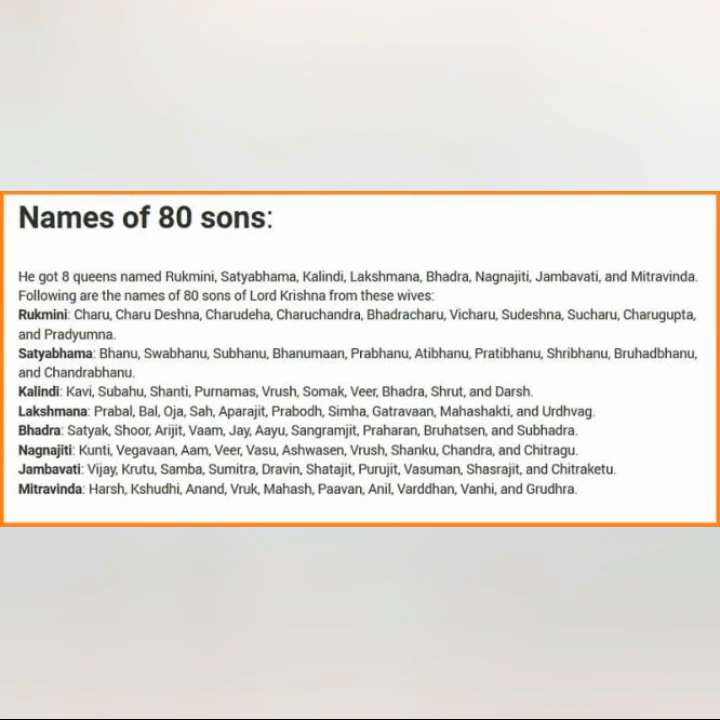 Names of 80 sons:
He got 8 queens named Rukmini, Satyabhama, Kalindi, Lakshmana, Bhadra, Nagnajiti, Jambavati, and Mitravinda.
Following are the names of 80 sons of Lord Krishna from these wives:
Rukmini: Charu, Charu Deshna, Charudeha, Charuchandra, Bhadracharu, Vicharu, Sudeshna, Sucharu, Charugupta,
and Pradyumna.
Satyabhama: Bhanu, Swabhanu, Subhanu, Bhanumaan, Prabhanu, Atibhanu, Pratibhanu, Shribhanu, Bruhadbhanu,
and Chandrabhanu.
Kalindi: Kavi, Subahu, Shanti, Purnamas, Vrush, Somak, Veer, Bhadra, Shrut, and Darsh.
Lakshmana: Prabal, Bal, Oja, Sah, Aparajit, Prabodh, Simha, Gatravaan, Mahashakti, and Urdhvag.
Bhadra: Satyak, Shoor, Arijit, Vaam, Jay, Aayu, Sangramjit, Praharan, Bruhatsen, and Subhadra.
Nagnajiti: Kunti, Vegavaan, Aam, Veer, Vasu, Ashwasen, Vrush, Shanku, Chandra, and Chitragu.
Jambavati: Vijay, Krutu, Samba, Sumitra, Dravin, Shatajit, Purujit, Vasuman, Shasrajit, and Chitraketu.
Mitravinda: Harsh, Kshudhi, Anand, Vruk, Mahash, Paavan, Anil, Varddhan, Vanhi, and Grudhra.